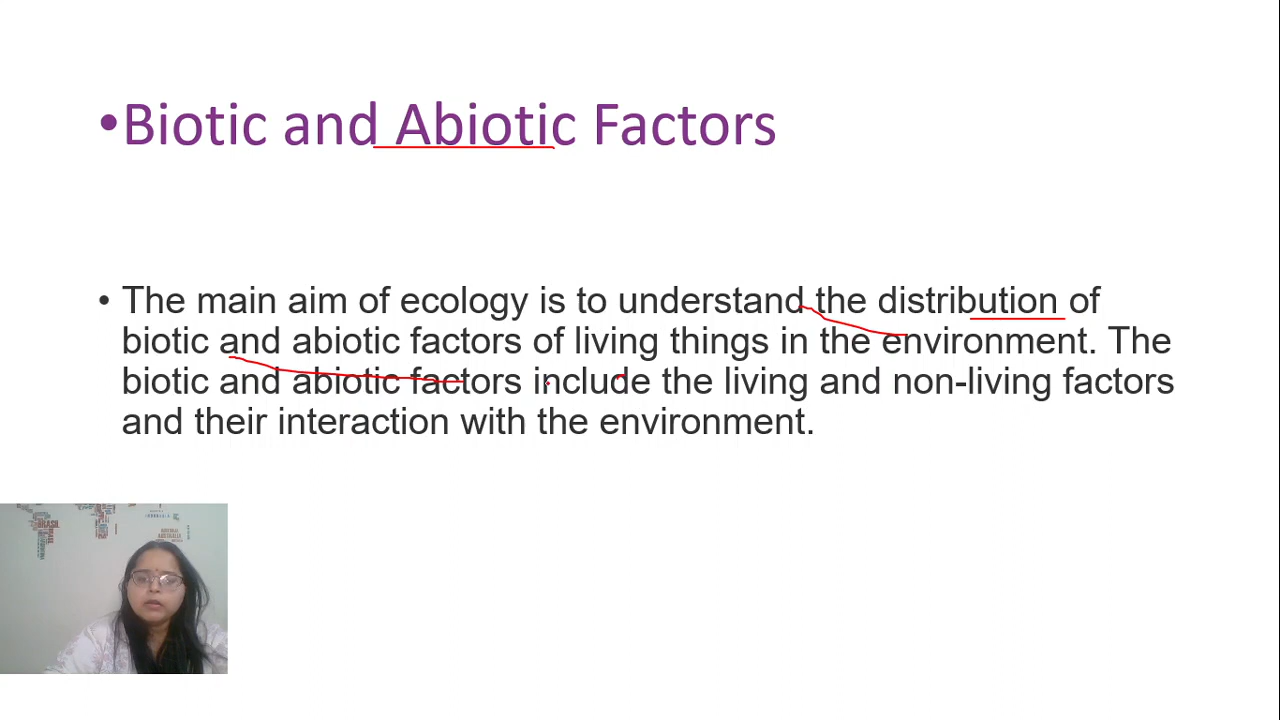 •Biotic and Abiotic Factors
• The main aim of ecology is to understand the distribution of
biotic and abiotic factors of living things in the environment. The
biotic and abiotic factors include the living and non-living factors
and their interaction with the environment.
BRASIL